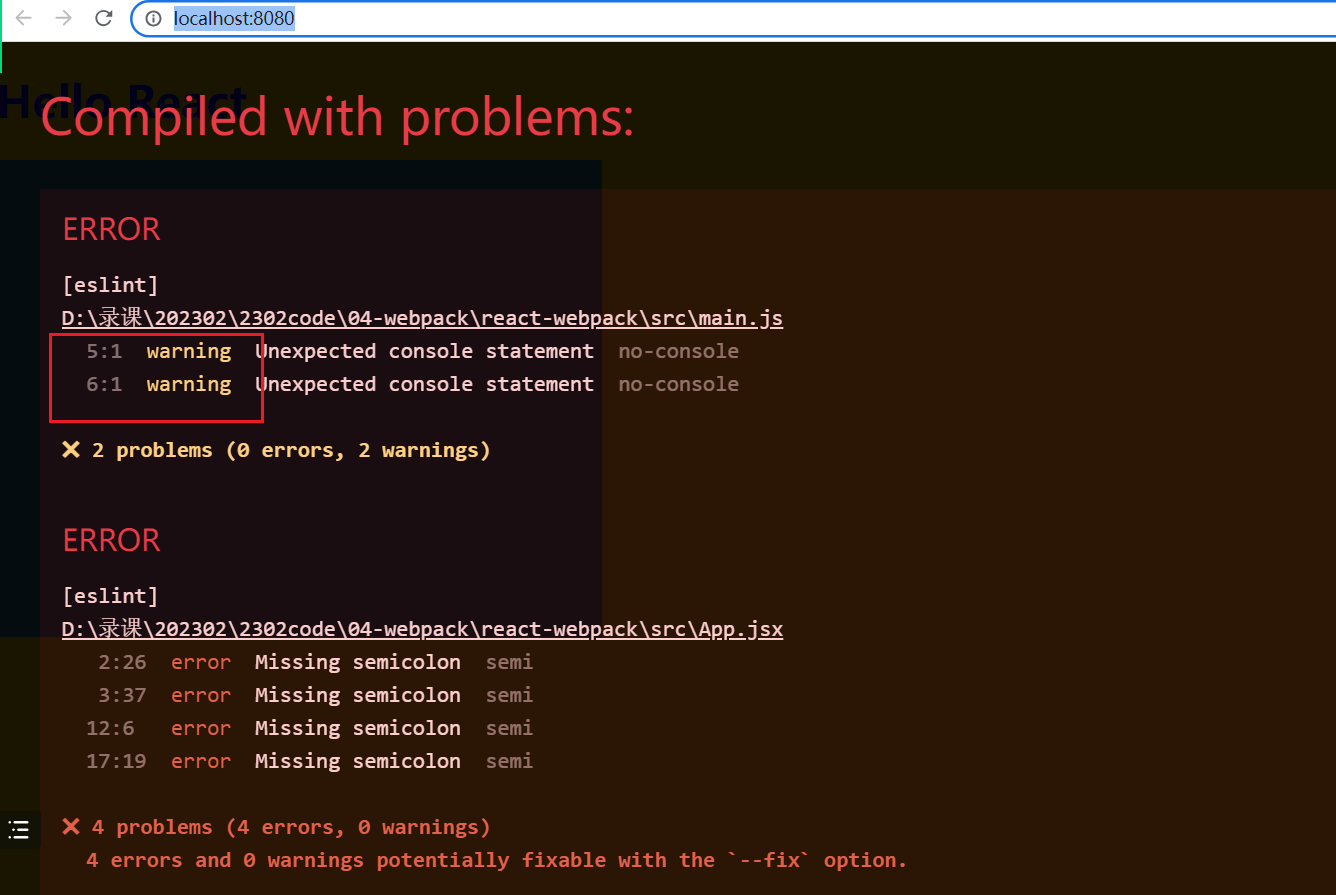 localhost:8080
Hello React
Compiled with problems:
ERROR
[eslint]
D:\录课\202302\2302code\04-webpack\react-webpack\src\main.js
5:1 warning Unexpected console statement no-console
6:1 warning Unexpected console statement no-console
✕ 2 problems (0 errors, 2 warnings)
ERROR
[eslint]
D:\录课\202302\2302code\04-webpack\react-webpack\src\App.jsx
2:26 error Missing semicolon semi
3:37 error Missing semicolon semi
12:6 error Missing semicolon semi
17:19 error Missing semicolon semi
✕ 4 problems (4 errors, 0 warnings)
4 errors and 0 warnings potentially fixable with the `--fix` option.